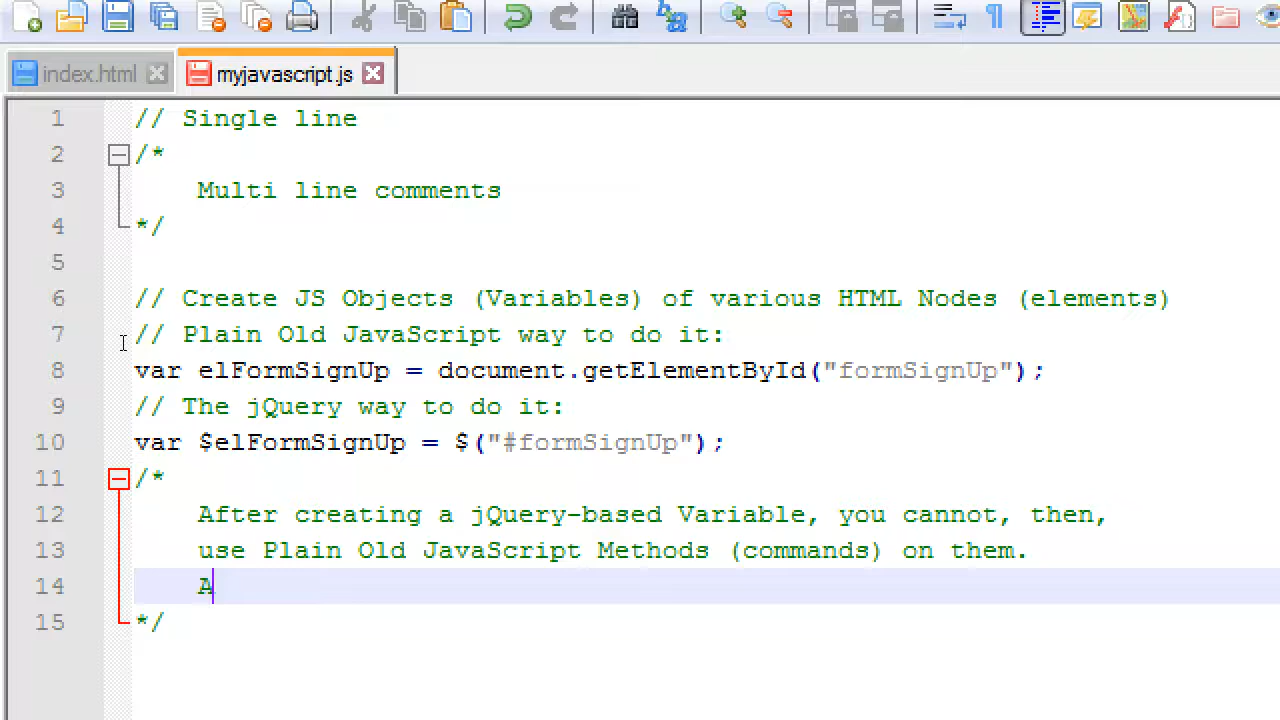 index.html
myjavascript.js
1 // Single line
2 /*
3 Multi line comments
4 */
5
6 // Create JS Objects (Variables) of various HTML Nodes (elements)
7 // Plain Old JavaScript way to do it:
8 var elFormSignUp = document.getElementById("formSignUp");
9 // The jQuery way to do it:
10 var $elFormSignUp = $("#formSignUp");
11 /*
12 After creating a jQuery-based Variable, you cannot, then,
13 use Plain Old JavaScript Methods (commands) on them.
14 A
15 */